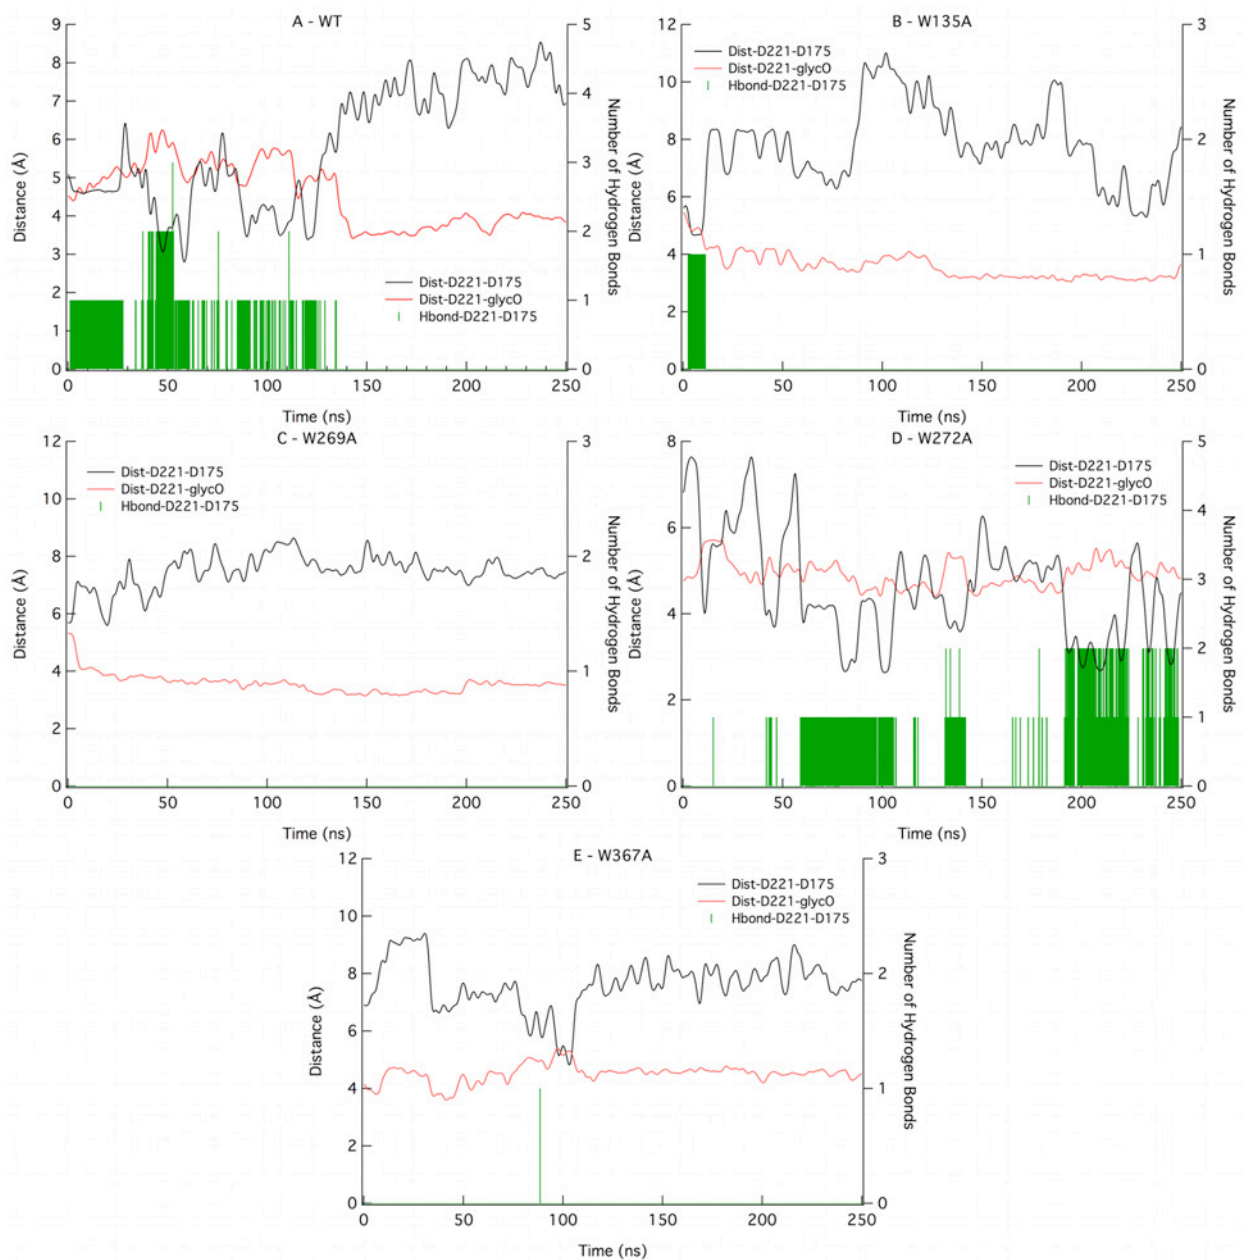 A - WT
9
8
7
6
5
4
3
2
1
0
Distance (Å)
5
4
3
2
1
0
Number of Hydrogen Bonds
Dist-D221-D175
Dist-D221-glycO
Hbond-D221-D175
0 50 100 150 200 250
Time (ns)
B - W135A
12
10
8
6
4
2
0
Distance (Å)
3
2
1
0
Number of Hydrogen Bonds
Dist-D221-D175
Dist-D221-glycO
Hbond-D221-D175
0 50 100 150 200 250
Time (ns)
C - W269A
12
10
8
6
4
2
0
Distance (Å)
3
2
1
0
Number of Hydrogen Bonds
Dist-D221-D175
Dist-D221-glycO
Hbond-D221-D175
0 50 100 150 200 250
Time (ns)
D - W272A
8
6
4
2
0
Distance (Å)
5
4
3
2
1
0
Number of Hydrogen Bonds
Dist-D221-D175
Dist-D221-glycO
Hbond-D221-D175
0 50 100 150 200 250
Time (ns)
E - W367A
12
10
8
6
4
2
0
Distance (Å)
3
2
1
0
Number of Hydrogen Bonds
Dist-D221-D175
Dist-D221-glycO
Hbond-D221-D175
0 50 100 150 200 250
Time (ns)